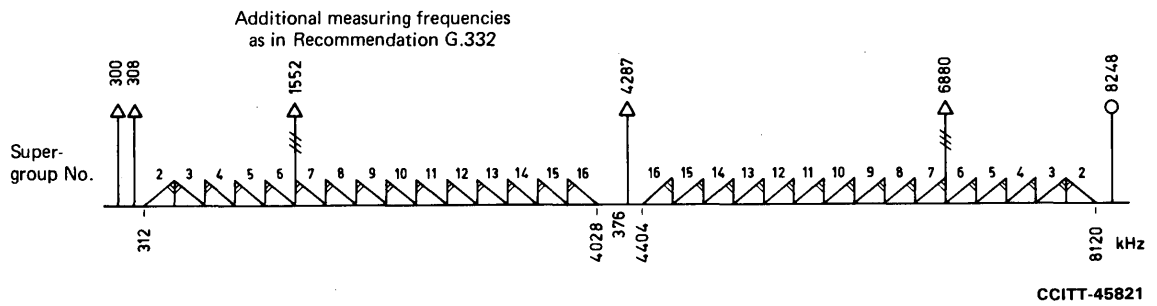 Additional measuring frequencies
as in Recommendation G.332
300
308
1552
4287
6880
8248
Super-
group No.
2 3 4 5 6 7 8 9 10 11 12 13 14 15 16
16 15 14 13 12 11 10 9 8 7 6 5 4 3 2
312
4028
376
4404
8120
kHz
CCITT-45821